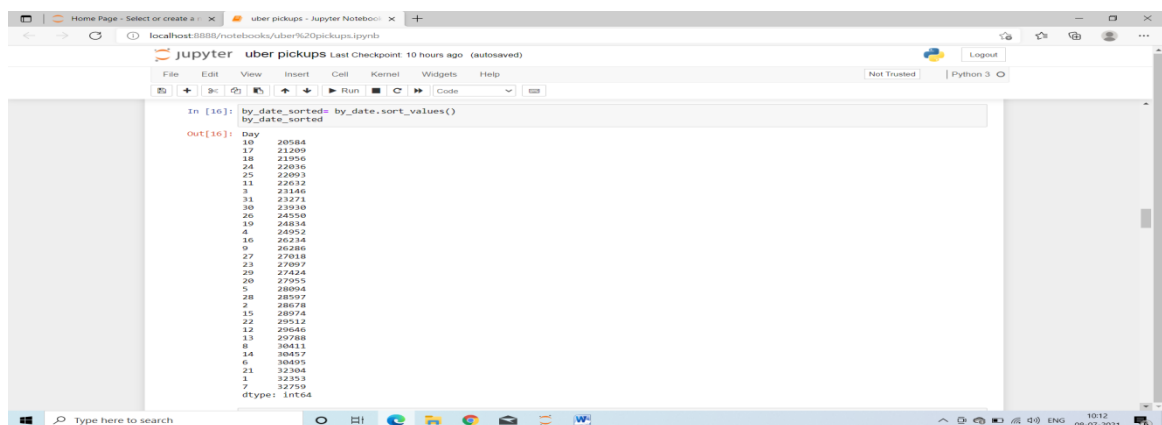 Home Page - Select or create a n
uber pickups - Jupyter Notebook
localhost:8888/notebooks/uber%20pickups.ipynb
jupyter uber pickups Last Checkpoint: 10 hours ago (autosaved)
Logout
File Edit View Insert Cell Kernel Widgets Help
Not Trusted
Python 3
Run
Code
In [16]: by_date_sorted= by_date.sort_values()
by_date_sorted
Out[16]: Day
10 20584
17 21209
18 21956
24 22036
25 22093
11 22632
3 23146
31 23271
30 23930
26 24550
19 24834
4 24952
16 26234
9 26286
27 27018
23 27097
29 27424
20 27955
5 28094
28 28597
2 28678
15 28974
22 29512
12 29646
13 29788
8 30411
14 30457
6 30495
21 32304
1 32353
7 32759
dtype: int64
Type here to search
ENG
10:12